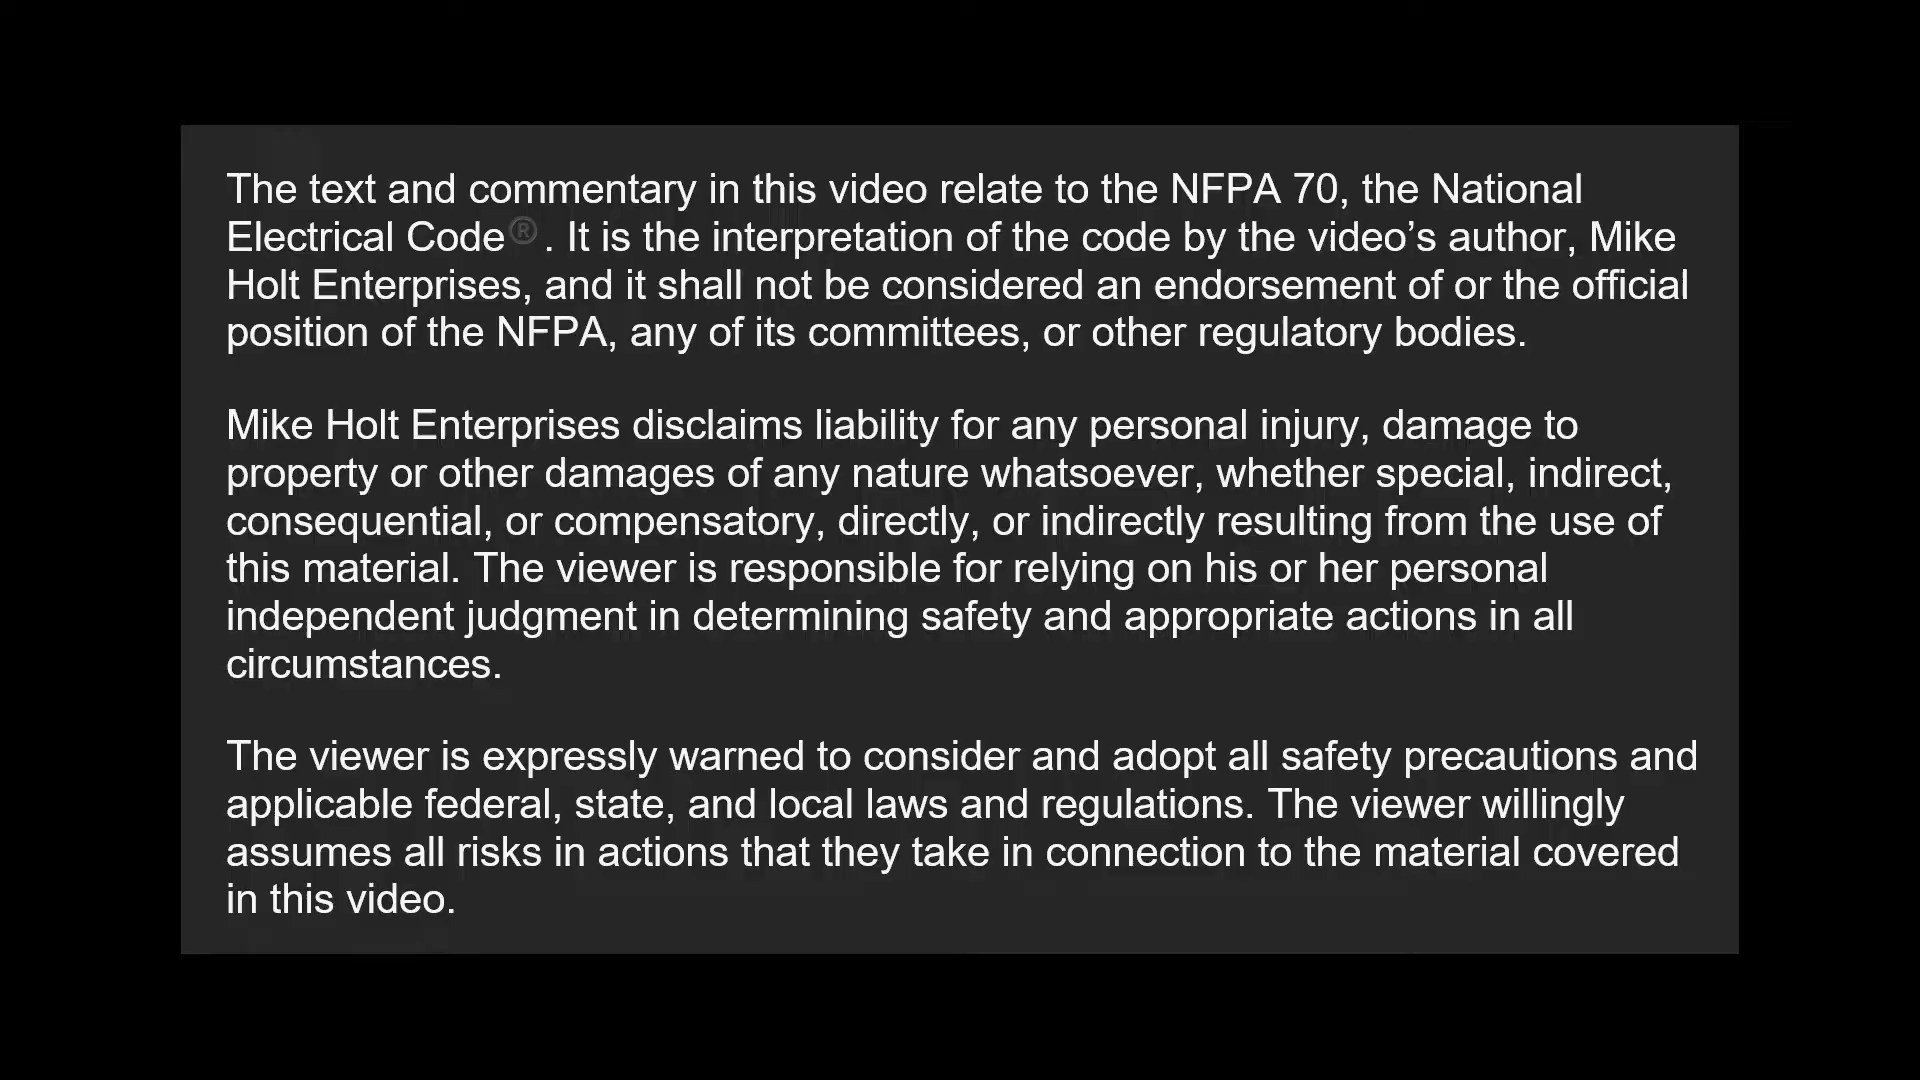 The text and commentary in this video relate to the NFPA 70, the National
Electrical Code® . It is the interpretation of the code by the video’s author, Mike
Holt Enterprises, and it shall not be considered an endorsement of or the official
position of the NFPA, any of its committees, or other regulatory bodies.
Mike Holt Enterprises disclaims liability for any personal injury, damage to
property or other damages of any nature whatsoever, whether special, indirect,
consequential, or compensatory, directly, or indirectly resulting from the use of
this material. The viewer is responsible for relying on his or her personal
independent judgment in determining safety and appropriate actions in all
circumstances.
The viewer is expressly warned to consider and adopt all safety precautions and
applicable federal, state, and local laws and regulations. The viewer willingly
assumes all risks in actions that they take in connection to the material covered
in this video.